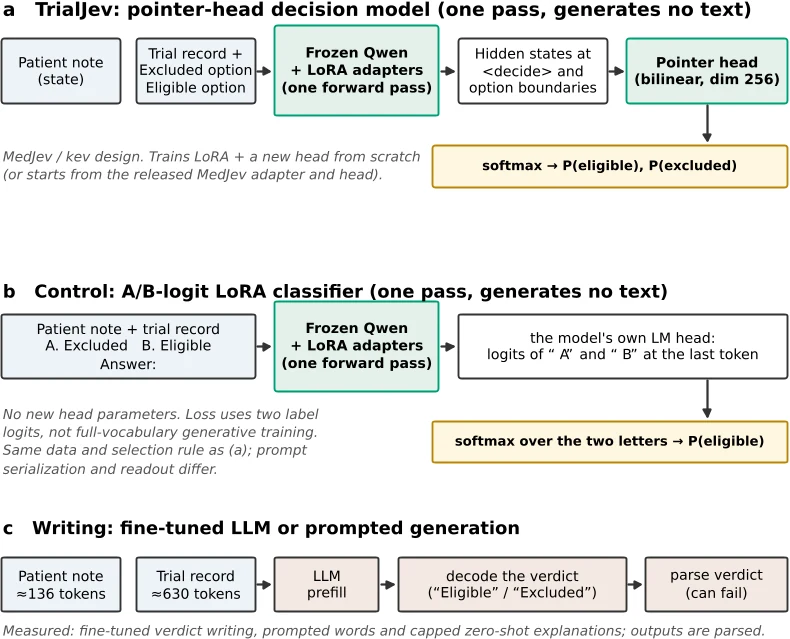 a   TrialJev: pointer-head decision model (one pass, generates no text)
Patient note
(state)
Trial record +
Excluded option
Eligible option
Frozen Qwen
+ LoRA adapters
(one forward pass)
Hidden states at
<decide> and
option boundaries
Pointer head
(bilinear, dim 256)
MedJev / kev design. Trains LoRA + a new head from scratch
(or starts from the released MedJev adapter and head).
softmax → P(eligible), P(excluded)
b   Control: A/B-logit LoRA classifier (one pass, generates no text)
Patient note + trial record
A. Excluded   B. Eligible
Answer:
Frozen Qwen
+ LoRA adapters
(one forward pass)
the model's own LM head:
logits of “ A” and “ B” at the last token
No new head parameters. Loss uses two label
logits, not full-vocabulary generative training.
Same data and selection rule as (a); prompt
serialization and readout differ.
softmax over the two letters → P(eligible)
c   Writing: fine-tuned LLM or prompted generation
Patient note
≈136 tokens
Trial record
≈630 tokens
LLM
prefill
decode the verdict
(“Eligible” / “Excluded”)
parse verdict
(can fail)
Measured: fine-tuned verdict writing, prompted words and capped zero-shot explanations; outputs are parsed.